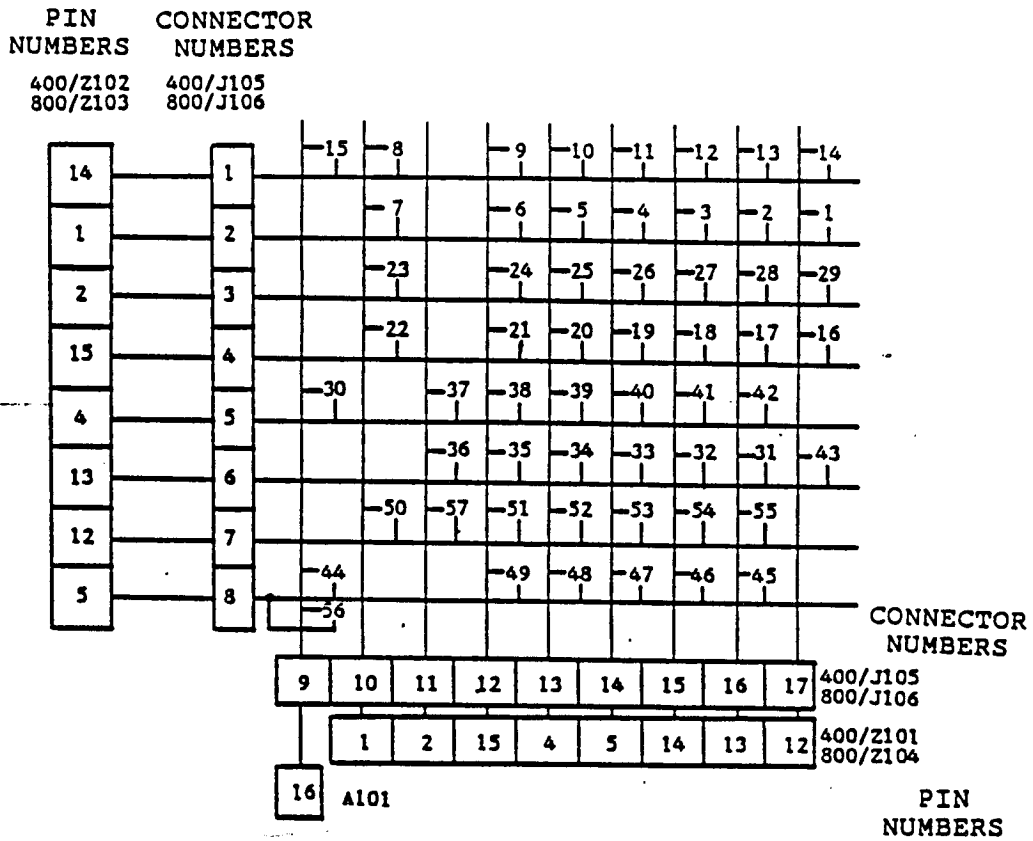 PIN CONNECTOR
NUMBERS NUMBERS
400/Z102 400/J105
800/Z103 800/J106
14 1 15 8 9 10 11 12 13 14
1 2 7 6 5 4 3 2 1
2 3 23 24 25 26 27 28 29
15 4 22 21 20 19 18 17 16
4 5 30 37 38 39 40 41 42
13 6 36 35 34 33 32 31 43
12 7 50 57 51 52 53 54 55
5 8 44 49 48 47 46 45
56
CONNECTOR
NUMBERS
9 10 11 12 13 14 15 16 17 400/J105
800/J106
1 2 15 4 5 14 13 12 400/Z101
800/Z104
16 A101
PIN
NUMBERS